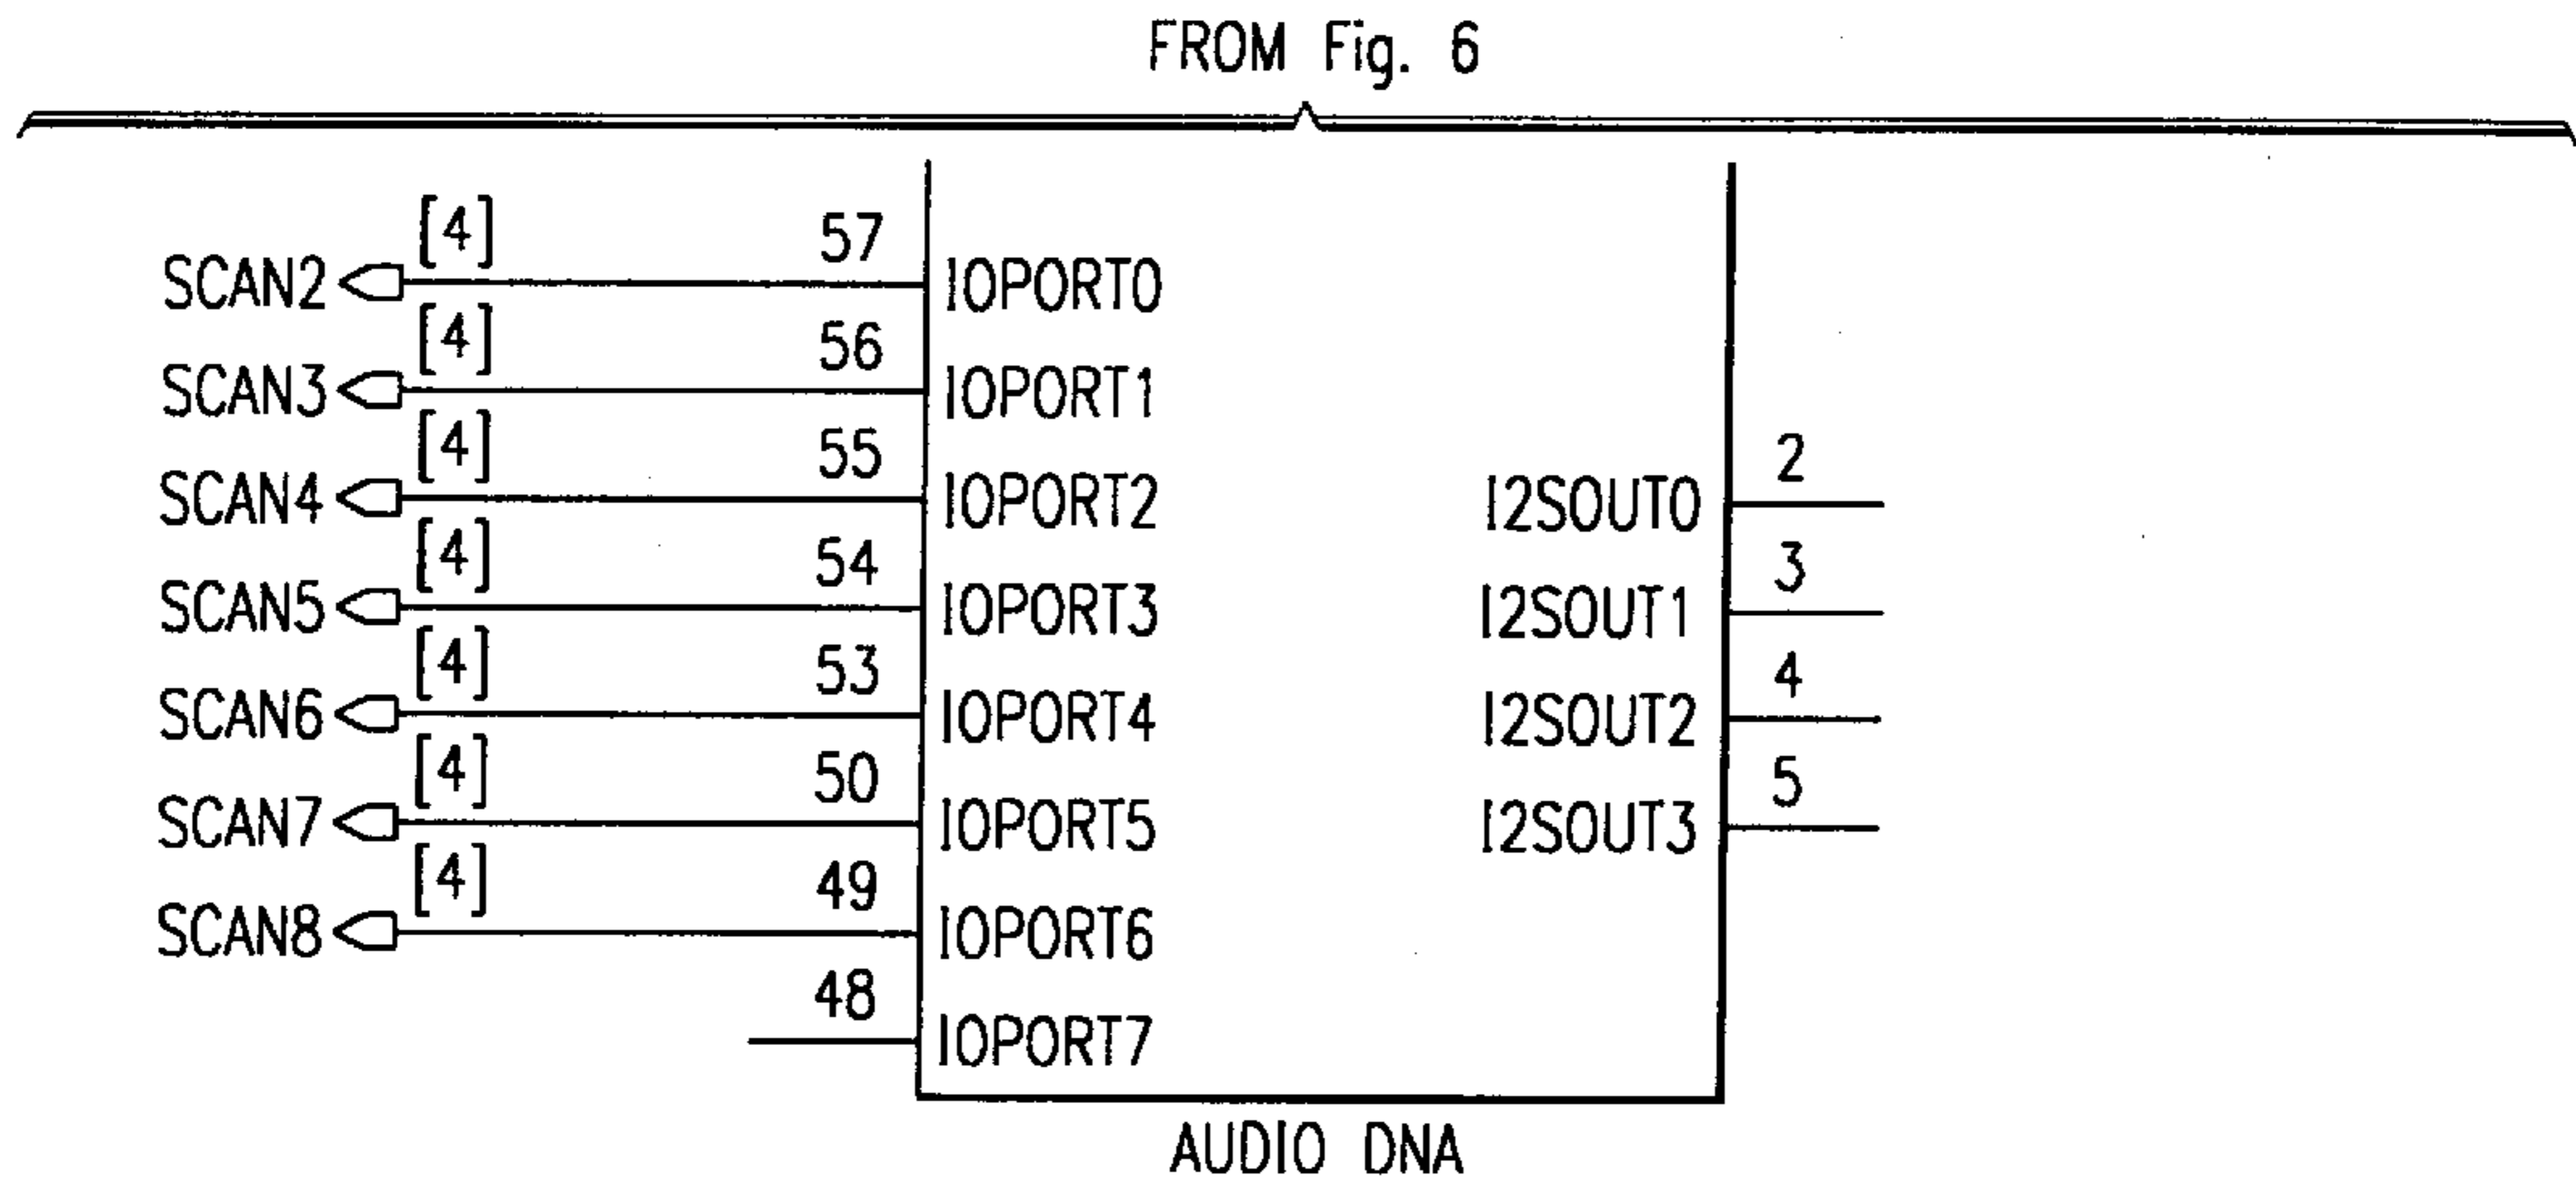 FROM Fig. 6
[4]
SCAN2 57 IOPORT0
[4]
SCAN3 56 IOPORT1
[4]
SCAN4 55 IOPORT2 I2SOUT0 2
[4]
SCAN5 54 IOPORT3 I2SOUT1 3
[4]
SCAN6 53 IOPORT4 I2SOUT2 4
[4]
SCAN7 50 IOPORT5 I2SOUT3 5
[4]
SCAN8 49 IOPORT6
48 IOPORT7
AUDIO DNA